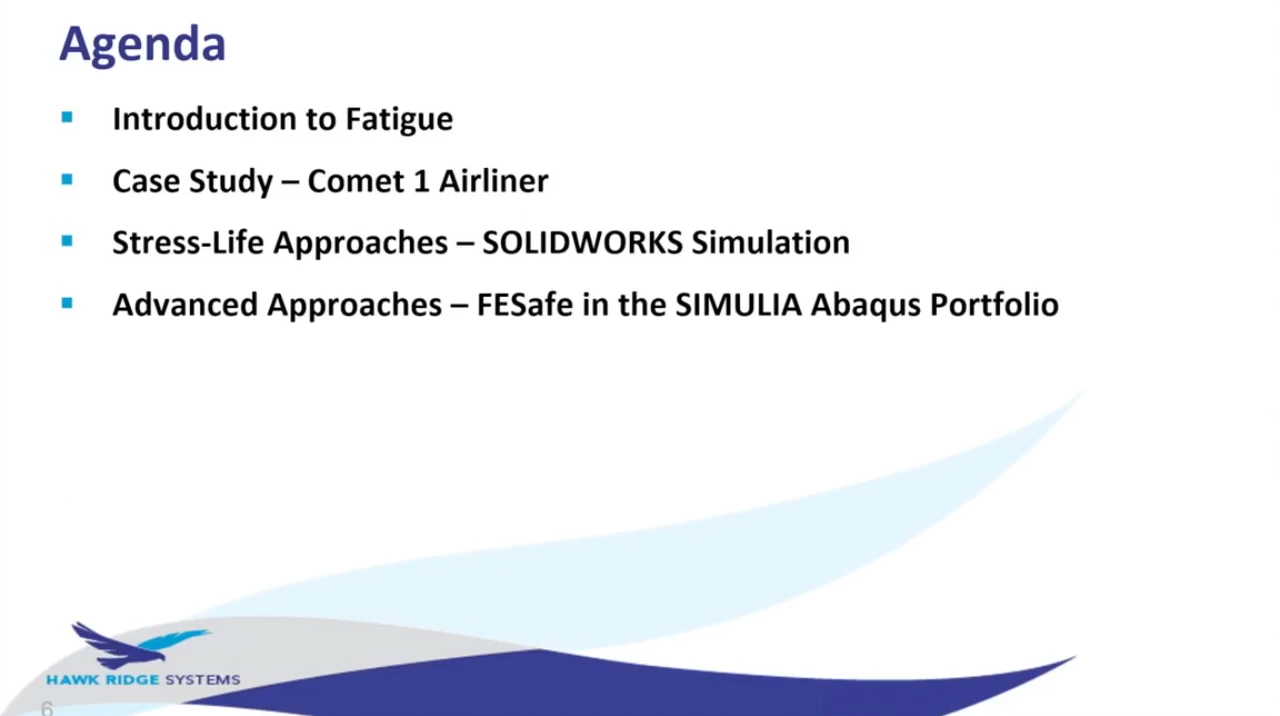 Agenda
▪ Introduction to Fatigue
▪ Case Study – Comet 1 Airliner
▪ Stress-Life Approaches – SOLIDWORKS Simulation
▪ Advanced Approaches – FESafe in the SIMULIA Abaqus Portfolio
HAWK RIDGE SYSTEMS
6